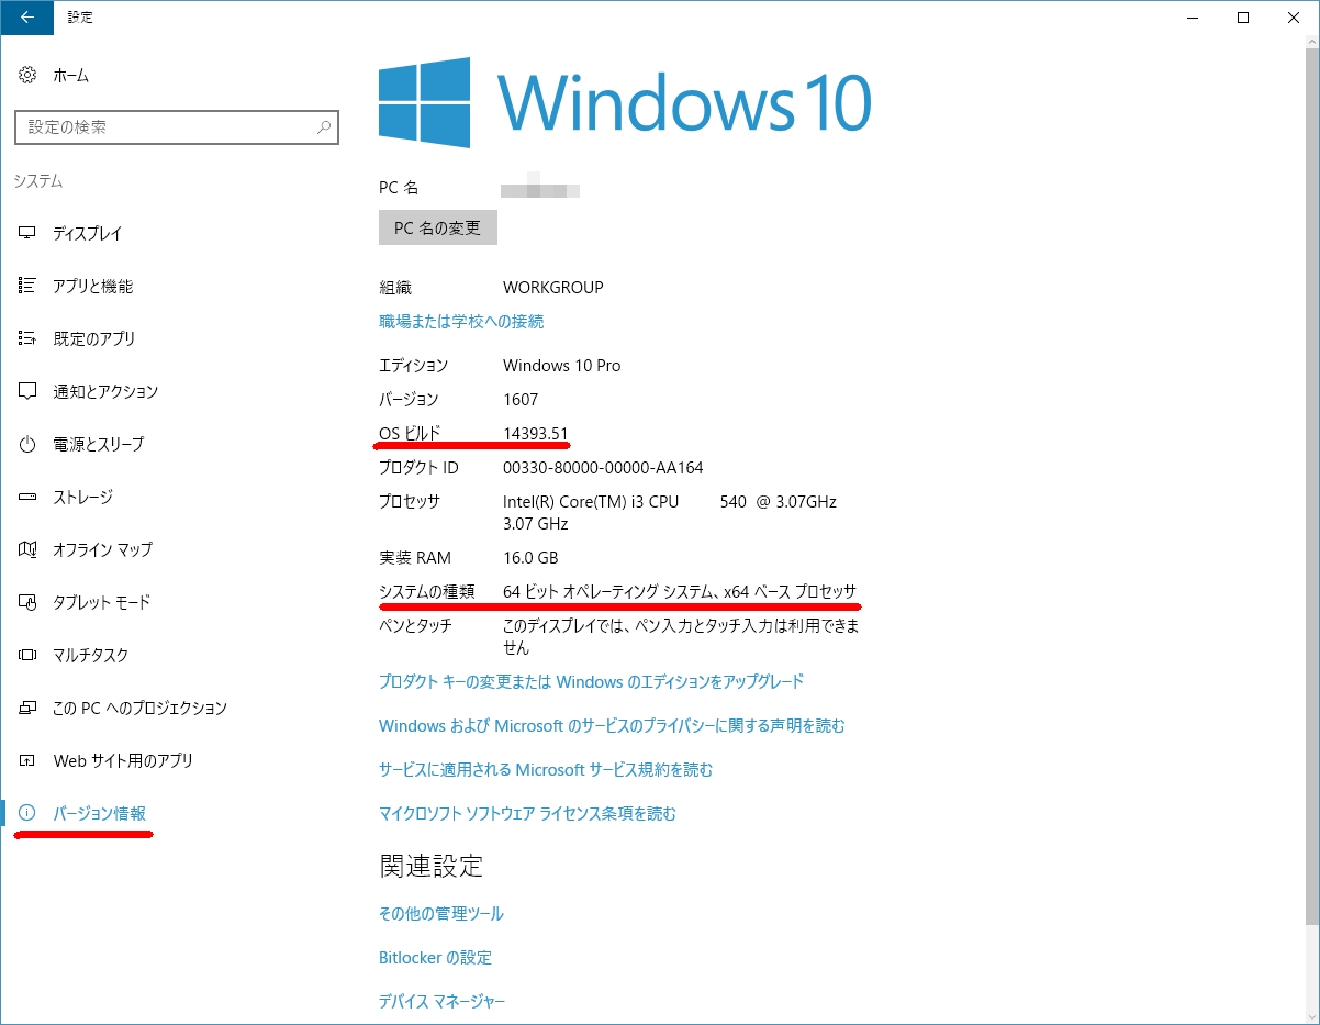 設定
ホーム
設定の検索
システム
ディスプレイ
アプリと機能
既定のアプリ
通知とアクション
電源とスリープ
ストレージ
オフライン マップ
タブレット モード
マルチタスク
この PC へのプロジェクション
Web サイト用のアプリ
バージョン情報
Windows 10
PC 名
PC 名の変更
組織 WORKGROUP
職場または学校への接続
エディション Windows 10 Pro
バージョン 1607
OS ビルド 14393.51
プロダクト ID 00330-80000-00000-AA164
プロセッサ Intel(R) Core(TM) i3 CPU 540 @ 3.07GHz
3.07 GHz
実装 RAM 16.0 GB
システムの種類 64 ビット オペレーティング システム、x64 ベース プロセッサ
ペンとタッチ このディスプレイでは、ペン入力とタッチ入力は利用できま
せん
プロダクト キーの変更または Windows のエディションをアップグレード
Windows および Microsoft のサービスのプライバシーに関する声明を読む
サービスに適用される Microsoft サービス規約を読む
マイクロソフト ソフトウェア ライセンス条項を読む
関連設定
その他の管理ツール
Bitlocker の設定
デバイス マネージャー